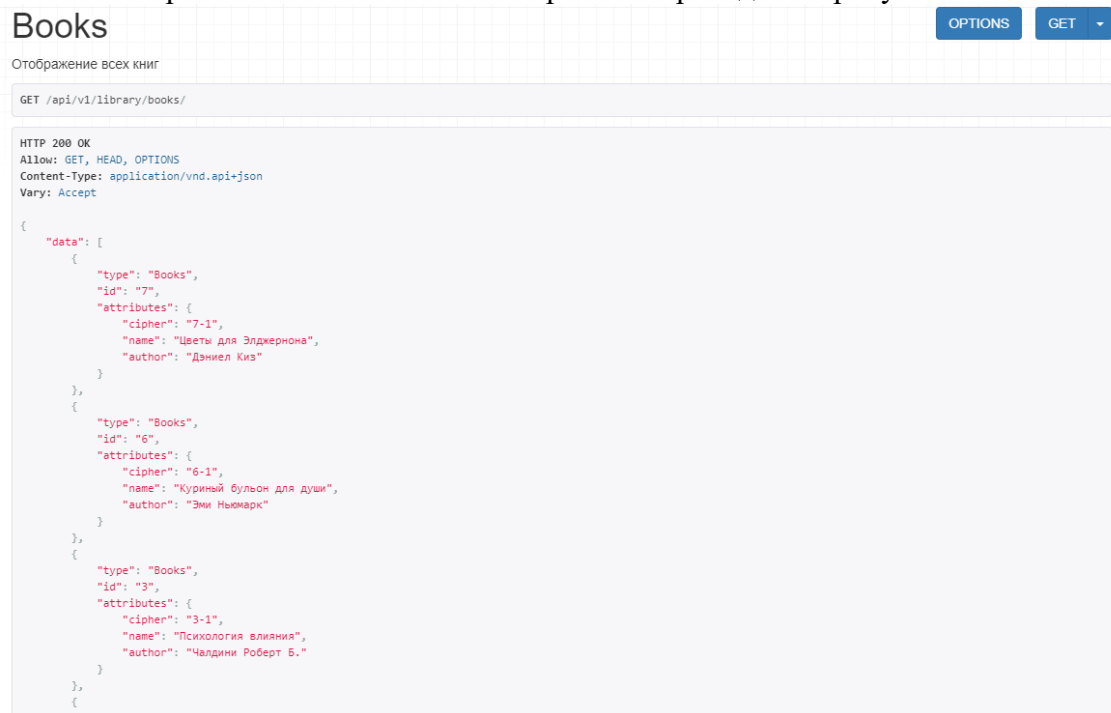 Books
OPTIONS
GET
Отображение всех книг
GET /api/v1/library/books/
HTTP 200 OK
Allow: GET, HEAD, OPTIONS
Content-Type: application/vnd.api+json
Vary: Accept
{
"data": [
{
"type": "Books",
"id": "7",
"attributes": {
"cipher": "7-1",
"name": "Цветы для Элджернона",
"author": "Дэниел Киз"
}
},
{
"type": "Books",
"id": "6",
"attributes": {
"cipher": "6-1",
"name": "Куриный бульон для души",
"author": "Эми Ньюмарк"
}
},
{
"type": "Books",
"id": "3",
"attributes": {
"cipher": "3-1",
"name": "Психология влияния",
"author": "Чалдини Роберт Б."
}
},
{